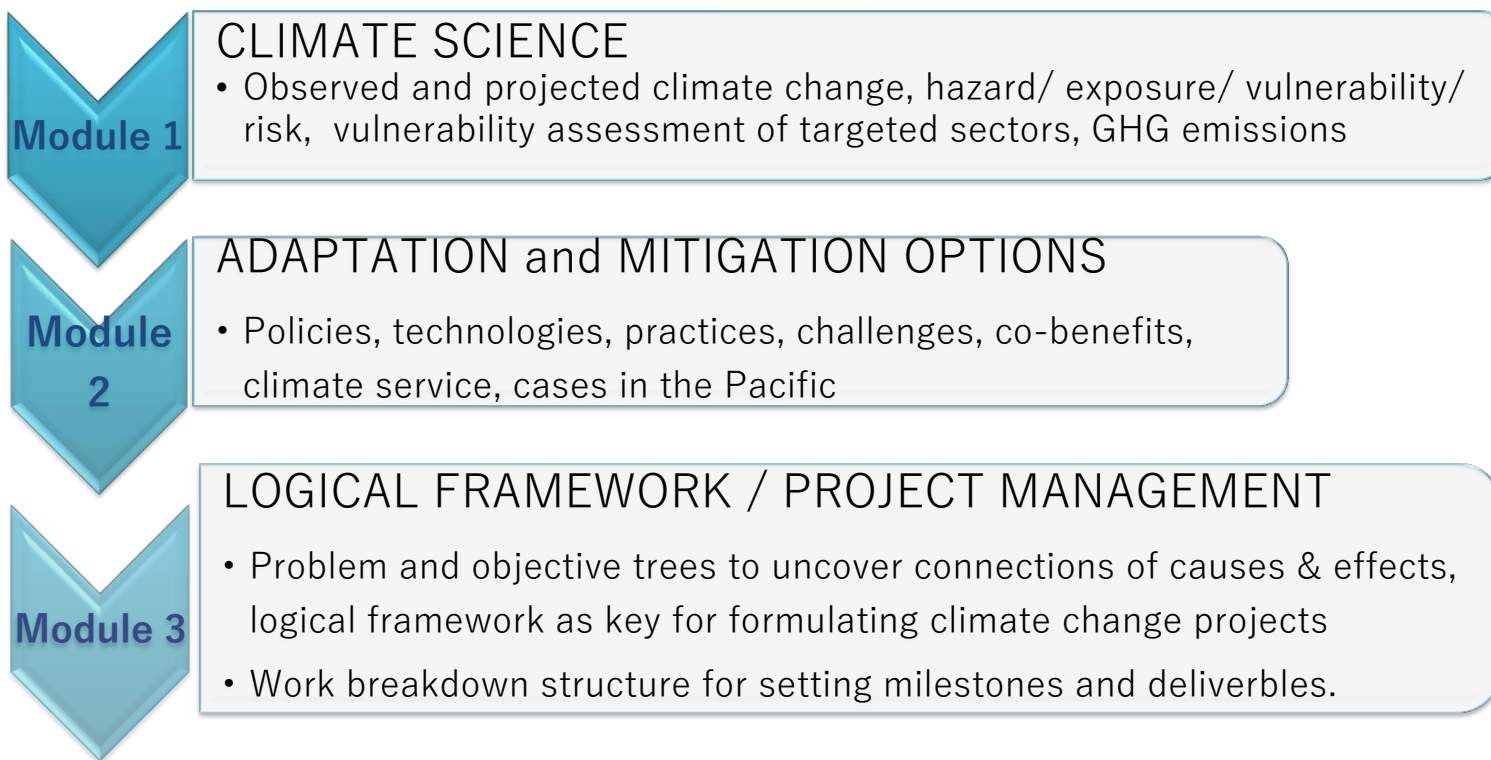 Module 1
CLIMATE SCIENCE
• Observed and projected climate change, hazard/ exposure/ vulnerability/
risk, vulnerability assessment of targeted sectors, GHG emissions
Module
2
ADAPTATION and MITIGATION OPTIONS
• Policies, technologies, practices, challenges, co-benefits,
climate service, cases in the Pacific
Module 3
LOGICAL FRAMEWORK / PROJECT MANAGEMENT
• Problem and objective trees to uncover connections of causes & effects,
logical framework as key for formulating climate change projects
• Work breakdown structure for setting milestones and deliverbles.